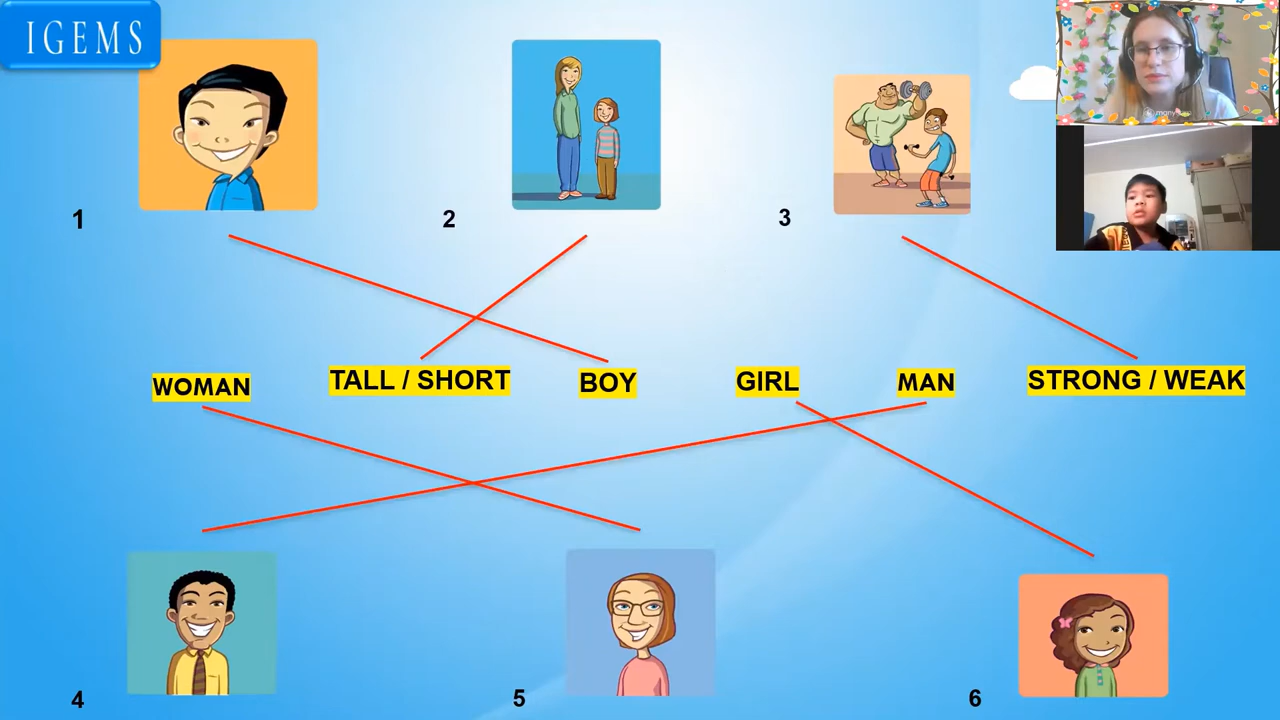 IGEMS
1
2
3
WOMAN
TALL / SHORT
BOY
GIRL
MAN
STRONG / WEAK
4
5
6